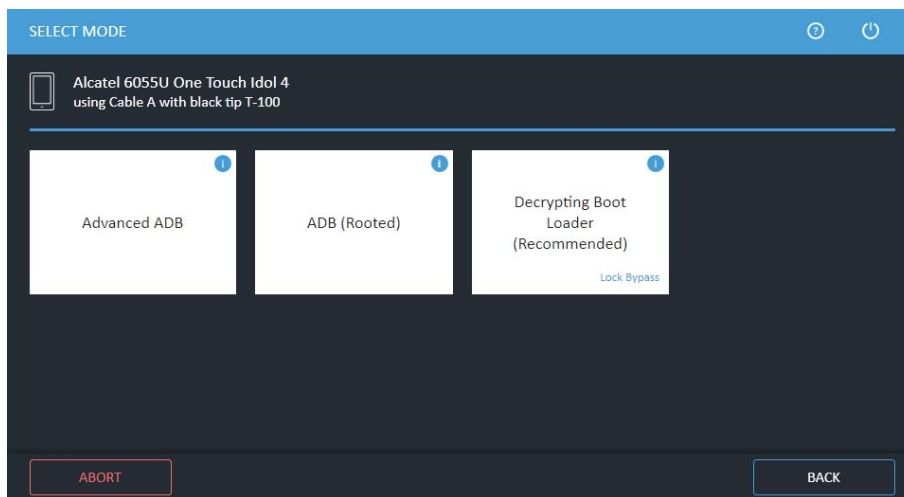 SELECT MODE
Alcatel 6055U One Touch Idol 4
using Cable A with black tip T-100
Advanced ADB
ADB (Rooted)
Decrypting Boot
Loader
(Recommended)
Lock Bypass
ABORT
BACK